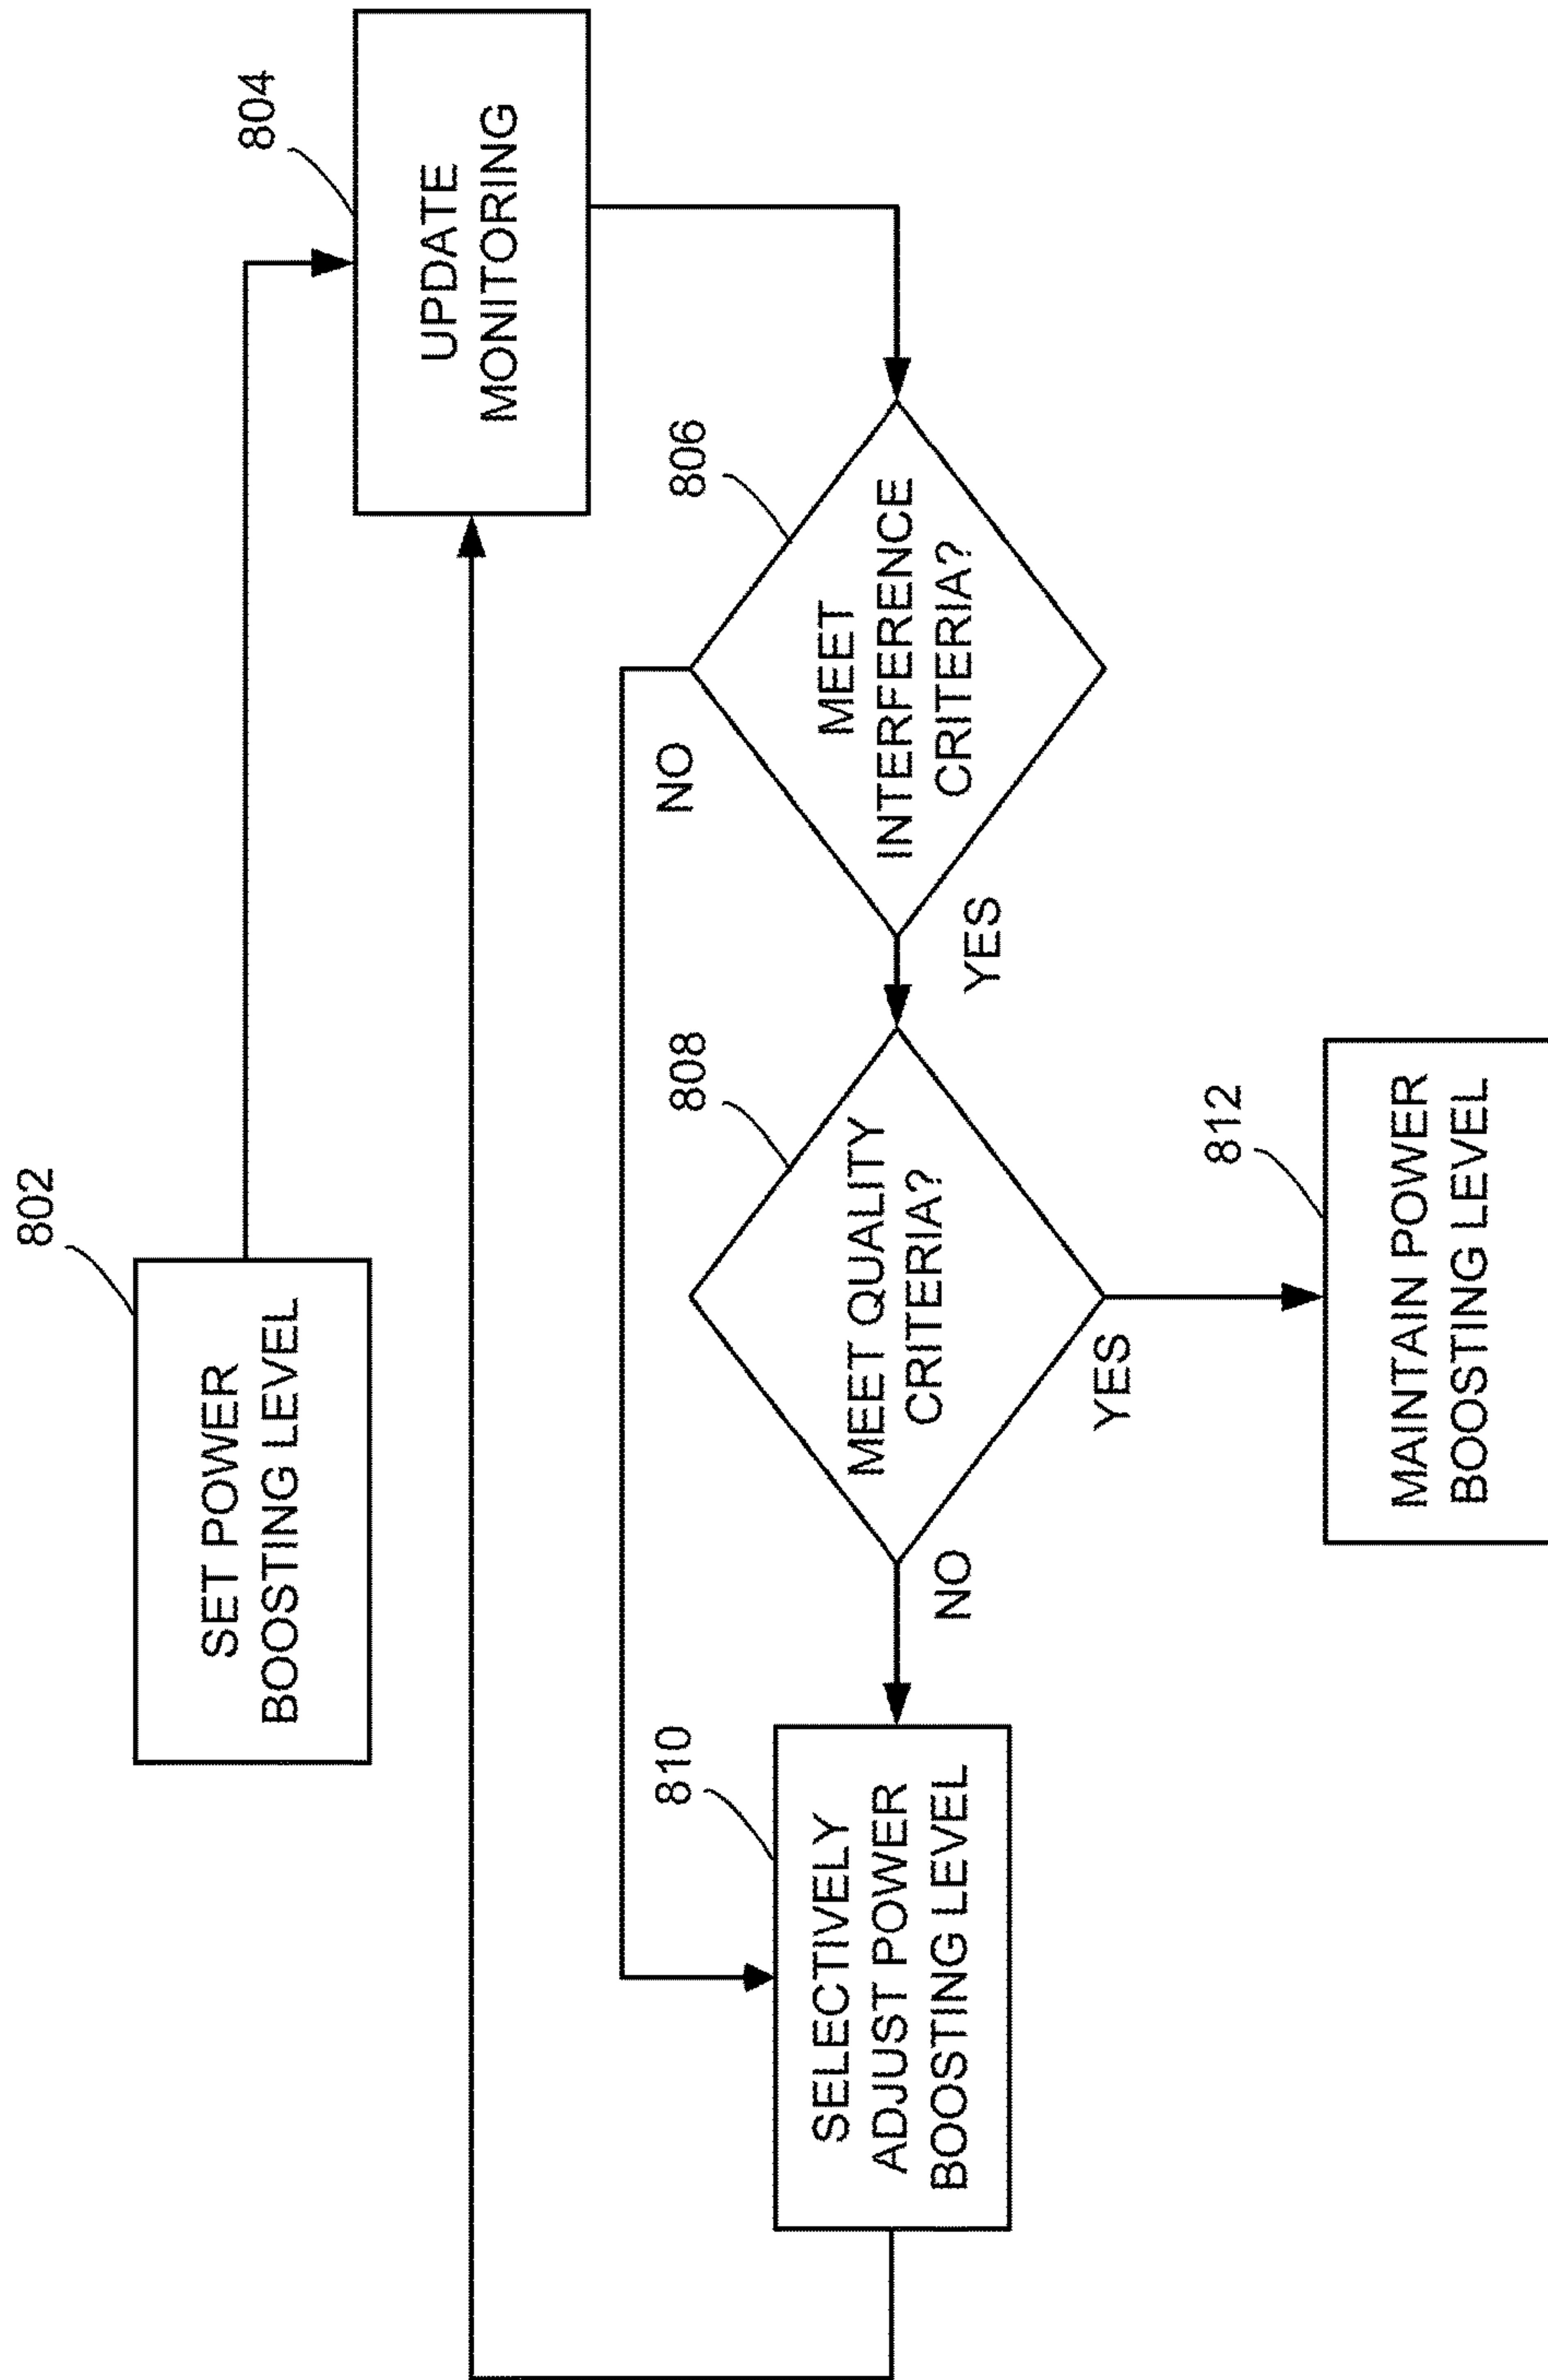 802
SET POWER
BOOSTING LEVEL
804
UPDATE
MONITORING
806
MEET
INTERFERENCE
CRITERIA?
NO
YES
808
MEET QUALITY
CRITERIA?
NO
YES
810
SELECTIVELY
ADJUST POWER
BOOSTING LEVEL
812
MAINTAIN POWER
BOOSTING LEVEL